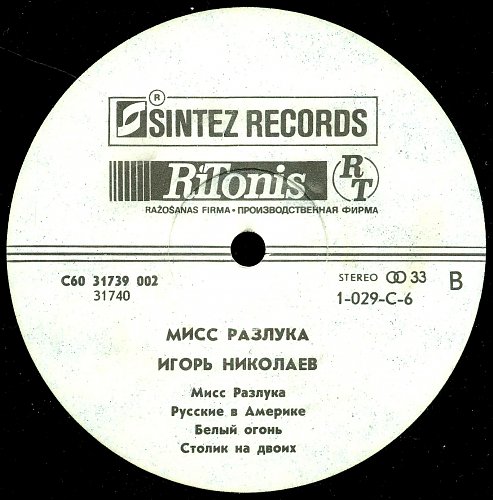 ®
SINTEZ RECORDS
RiTonis RT
RAŽOŠANAS FIRMA • ПРОИЗВОДСТВЕННАЯ ФИРМА
С60 31739 002
31740
STEREO 33
1-029-C-6
B
МИСС РАЗЛУКА
ИГОРЬ НИКОЛАЕВ
Мисс Разлука
Русские в Америке
Белый огонь
Столик на двоих